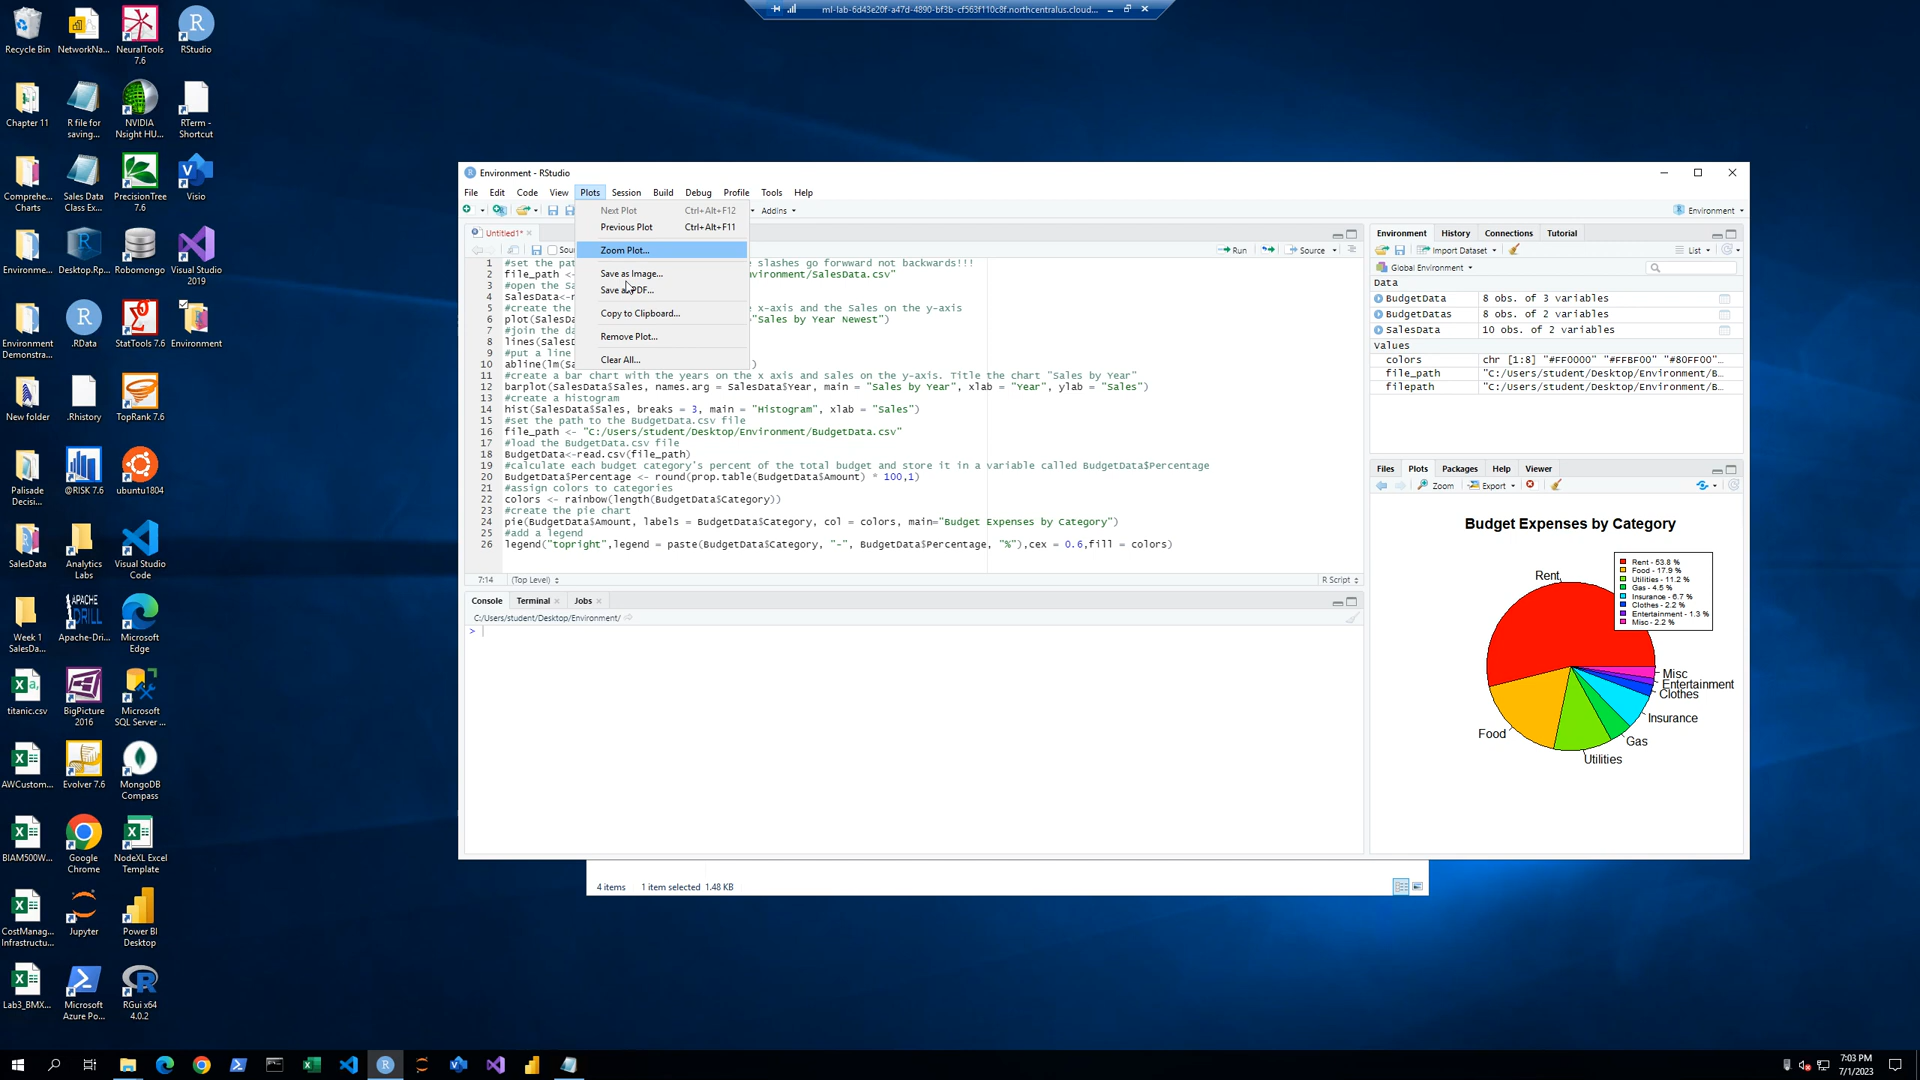 ml-lab-6d43e20f-a47d-4890-bf3b-cf563f110c8f.northcentralus.cloud...
Recycle Bin
NetworkNa...
NeuralTools 7.6
RStudio
Chapter 11
R file for saving...
NVIDIA Nsight HU...
RTerm - Shortcut
Comprehe... Charts
Sales Data Class Ex...
PrecisionTree 7.6
Visio
Environme...
Desktop.Rp...
Robomongo
Visual Studio 2019
Environment Demonstra...
.RData
StatTools 7.6
Environment
New folder
.Rhistory
TopRank 7.6
Palisade Decisi...
@RISK 7.6
ubuntu1804
SalesData
Analytics Labs
Visual Studio Code
Week 1 SalesDa...
APACHE DRILL
Apache-Dri...
Microsoft Edge
titanic.csv
BigPicture 2016
Microsoft SQL Server ...
AWCustom...
Evolver 7.6
MongoDB Compass
BIAM500W...
Google Chrome
NodeXL Excel Template
CostManag... Infrastructu...
Jupyter
Power BI Desktop
Lab3_BMX...
Microsoft Azure Po...
RGui x64 4.0.2
Environment - RStudio
File Edit Code View Plots Session Build Debug Profile Tools Help
Addins
Environment
Next Plot Ctrl+Alt+F12
Previous Plot Ctrl+Alt+F11
Zoom Plot...
Save as Image...
Save as PDF...
Copy to Clipboard...
Remove Plot...
Clear All...
Untitled1*
Sou
Run Source
1 #set the pat slashes go forwward not backwards!!!
2 file_path <- vironment/SalesData.csv"
3 #open the Sa
4 SalesData<-r
5 #create the x-axis and the Sales on the y-axis
6 plot(SalesDa "Sales by Year Newest")
7 #join the da
8 lines(SalesD
9 #put a line
10 abline(lm(Sa )
11 #create a bar chart with the years on the x axis and sales on the y-axis. Title the chart "Sales by Year"
12 barplot(SalesData$Sales, names.arg = SalesData$Year, main = "Sales by Year", xlab = "Year", ylab = "Sales")
13 #create a histogram
14 hist(SalesData$Sales, breaks = 3, main = "Histogram", xlab = "Sales")
15 #set the path to the BudgetData.csv file
16 file_path <- "C:/Users/student/Desktop/Environment/BudgetData.csv"
17 #load the BudgetData.csv file
18 BudgetData<-read.csv(file_path)
19 #calculate each budget category's percent of the total budget and store it in a variable called BudgetData$Percentage
20 BudgetData$Percentage <- round(prop.table(BudgetData$Amount) * 100,1)
21 #assign colors to categories
22 colors <- rainbow(length(BudgetData$Category))
23 #create the pie chart
24 pie(BudgetData$Amount, labels = BudgetData$Category, col = colors, main="Budget Expenses by Category")
25 #add a legend
26 legend("topright",legend = paste(BudgetData$Category, "-", BudgetData$Percentage, "%"),cex = 0.6,fill = colors)
7:14 (Top Level) R Script
Console Terminal Jobs
C:/Users/student/Desktop/Environment/
>
Environment History Connections Tutorial
Import Dataset List
Global Environment
Data
BudgetData 8 obs. of 3 variables
BudgetDatas 8 obs. of 2 variables
SalesData 10 obs. of 2 variables
Values
colors chr [1:8] "#FF0000" "#FFBF00" "#80FF00"...
file_path "C:/Users/student/Desktop/Environment/B...
filepath "C:/Users/student/Desktop/Environment/B...
Files Plots Packages Help Viewer
Zoom Export
Budget Expenses by Category
Rent - 53.8 %
Food - 17.9 %
Utilities - 11.2 %
Gas - 4.5 %
Insurance - 6.7 %
Clothes - 2.2 %
Entertainment - 1.3 %
Misc - 2.2 %
Rent
Misc
Entertainment
Clothes
Insurance
Gas
Utilities
Food
4 items 1 item selected 1.48 KB
7:03 PM
7/1/2023